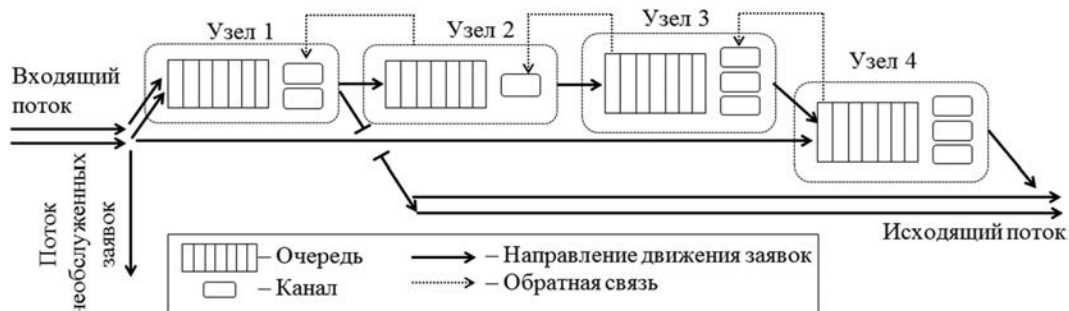 Узел 1
Узел 2
Узел 3
Узел 4
Входящий
поток
Поток
необслуженных
заявок
Исходящий поток
– Очередь
– Канал
– Направление движения заявок
– Обратная связь